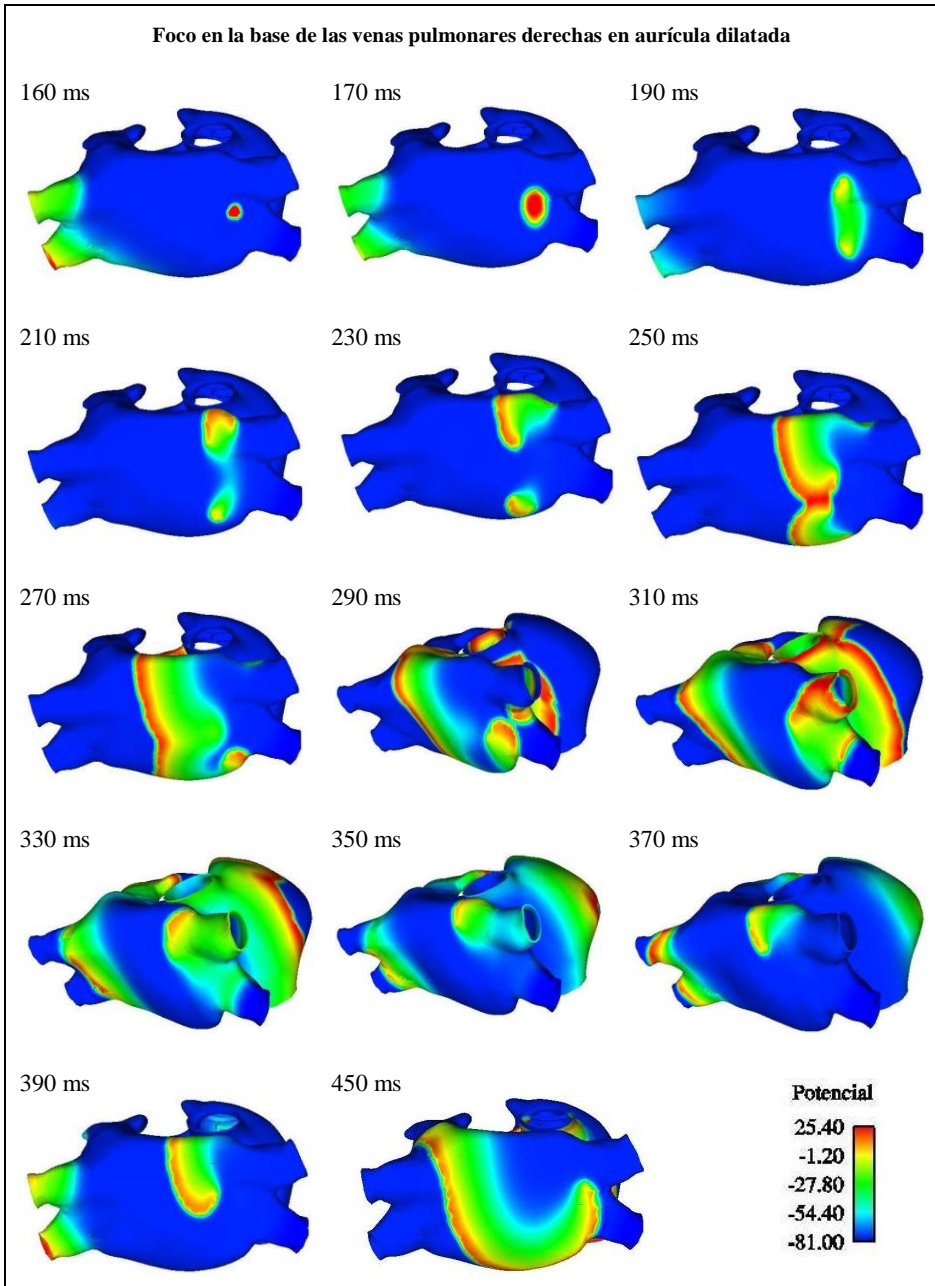 Foco en la base de las venas pulmonares derechas en aurícula dilatada
160 ms
170 ms
190 ms
210 ms
230 ms
250 ms
270 ms
290 ms
310 ms
330 ms
350 ms
370 ms
390 ms
450 ms
Potencial
25.40
-1.20
-27.80
-54.40
-81.00